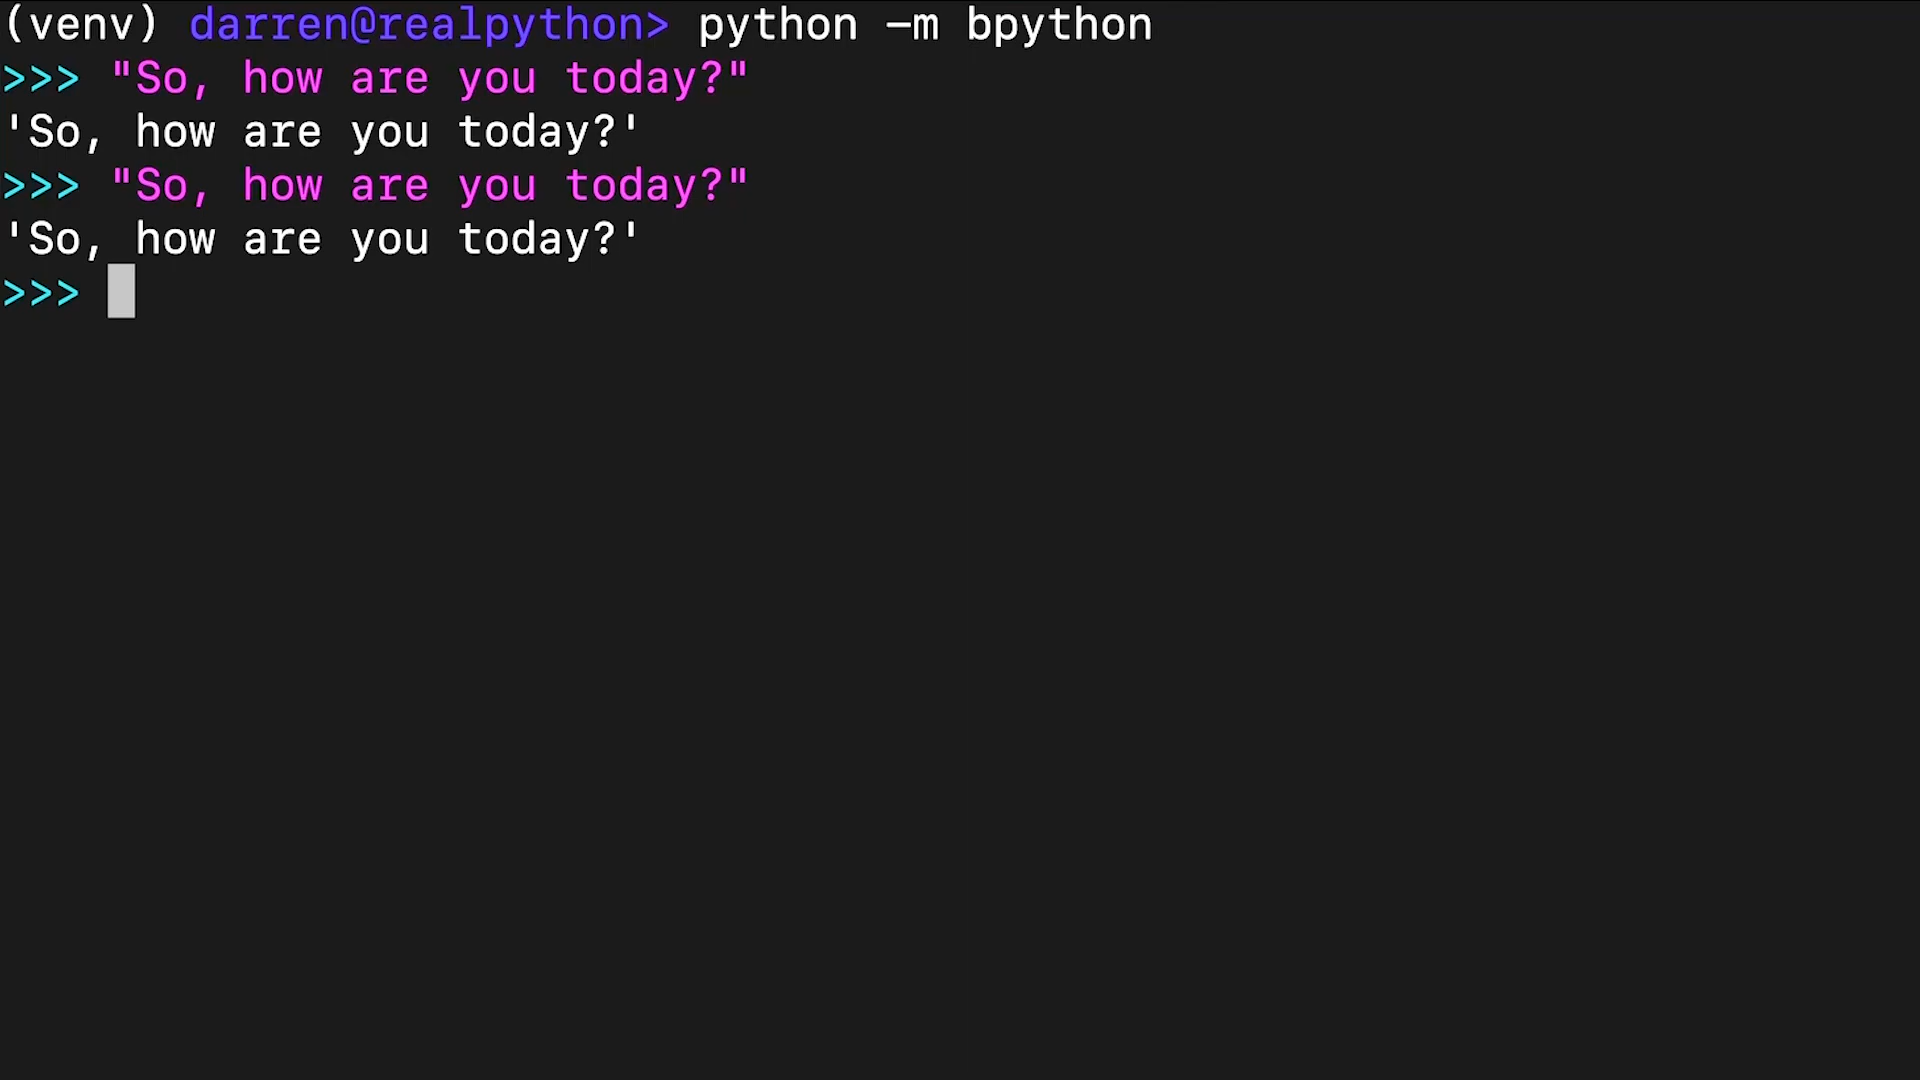 (venv) darren@realpython> python -m bpython
>>> "So, how are you today?"
'So, how are you today?'
>>> "So, how are you today?"
'So, how are you today?'
>>>